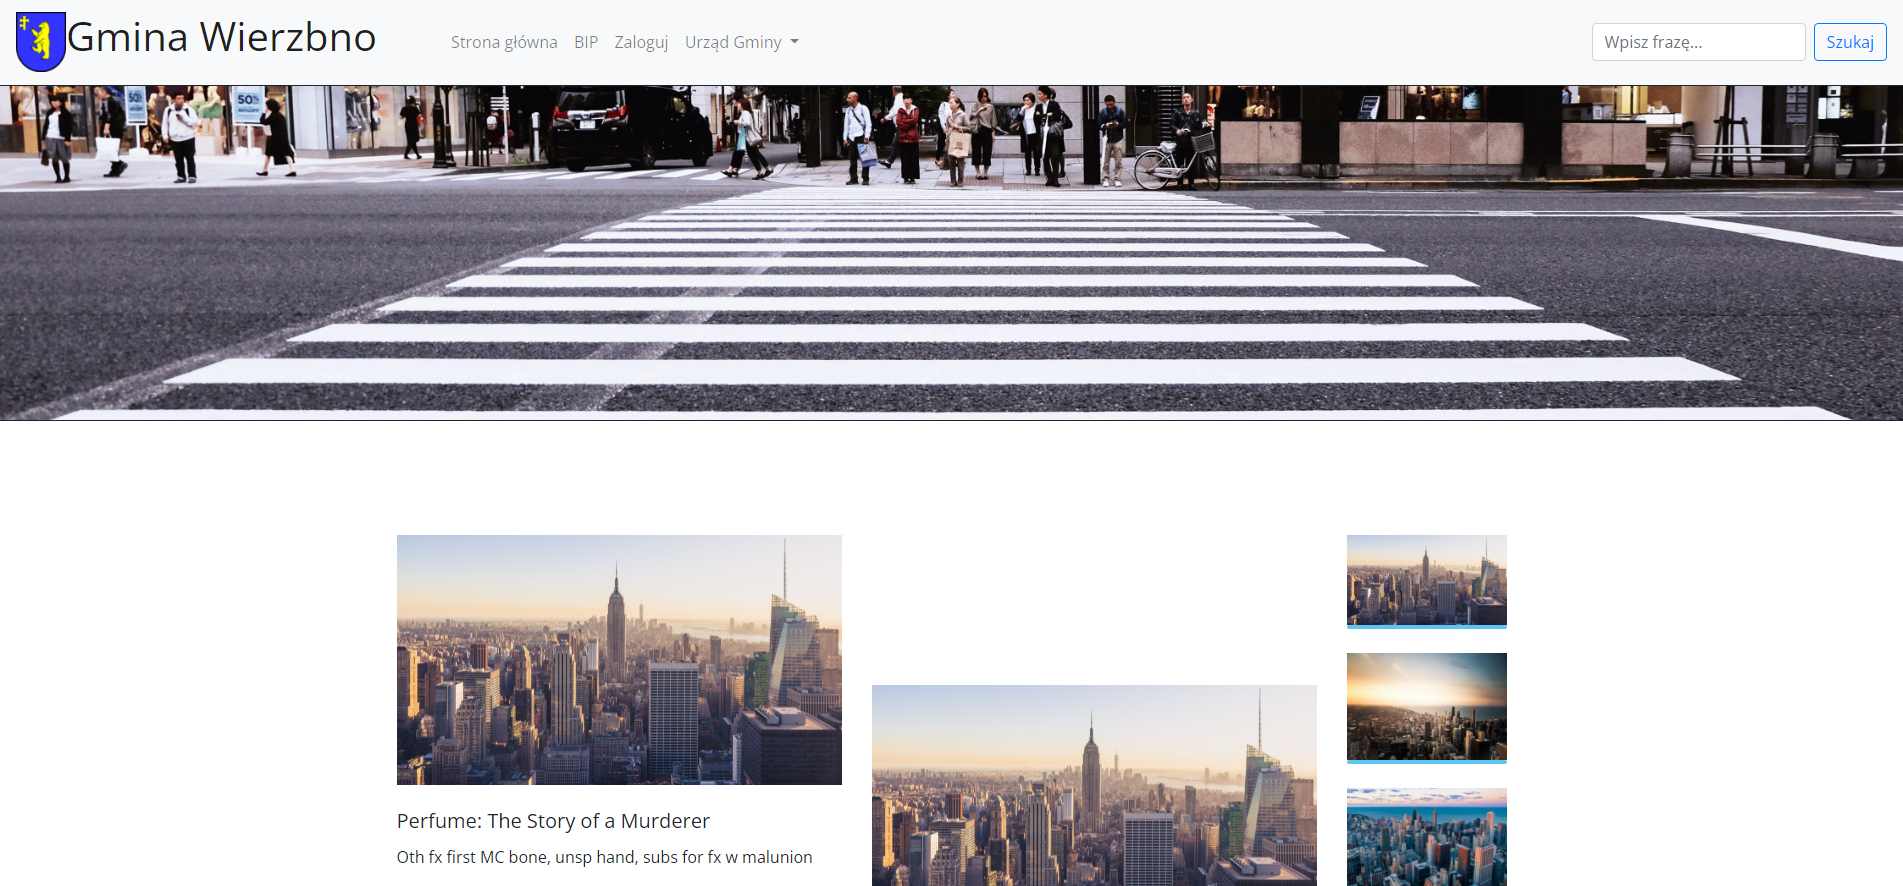 Gmina Wierzbno
Strona główna BIP Zaloguj Urząd Gminy
Wpisz frazę...
Szukaj
50%
50%
Perfume: The Story of a Murderer
Oth fx first MC bone, unsp hand, subs for fx w malunion